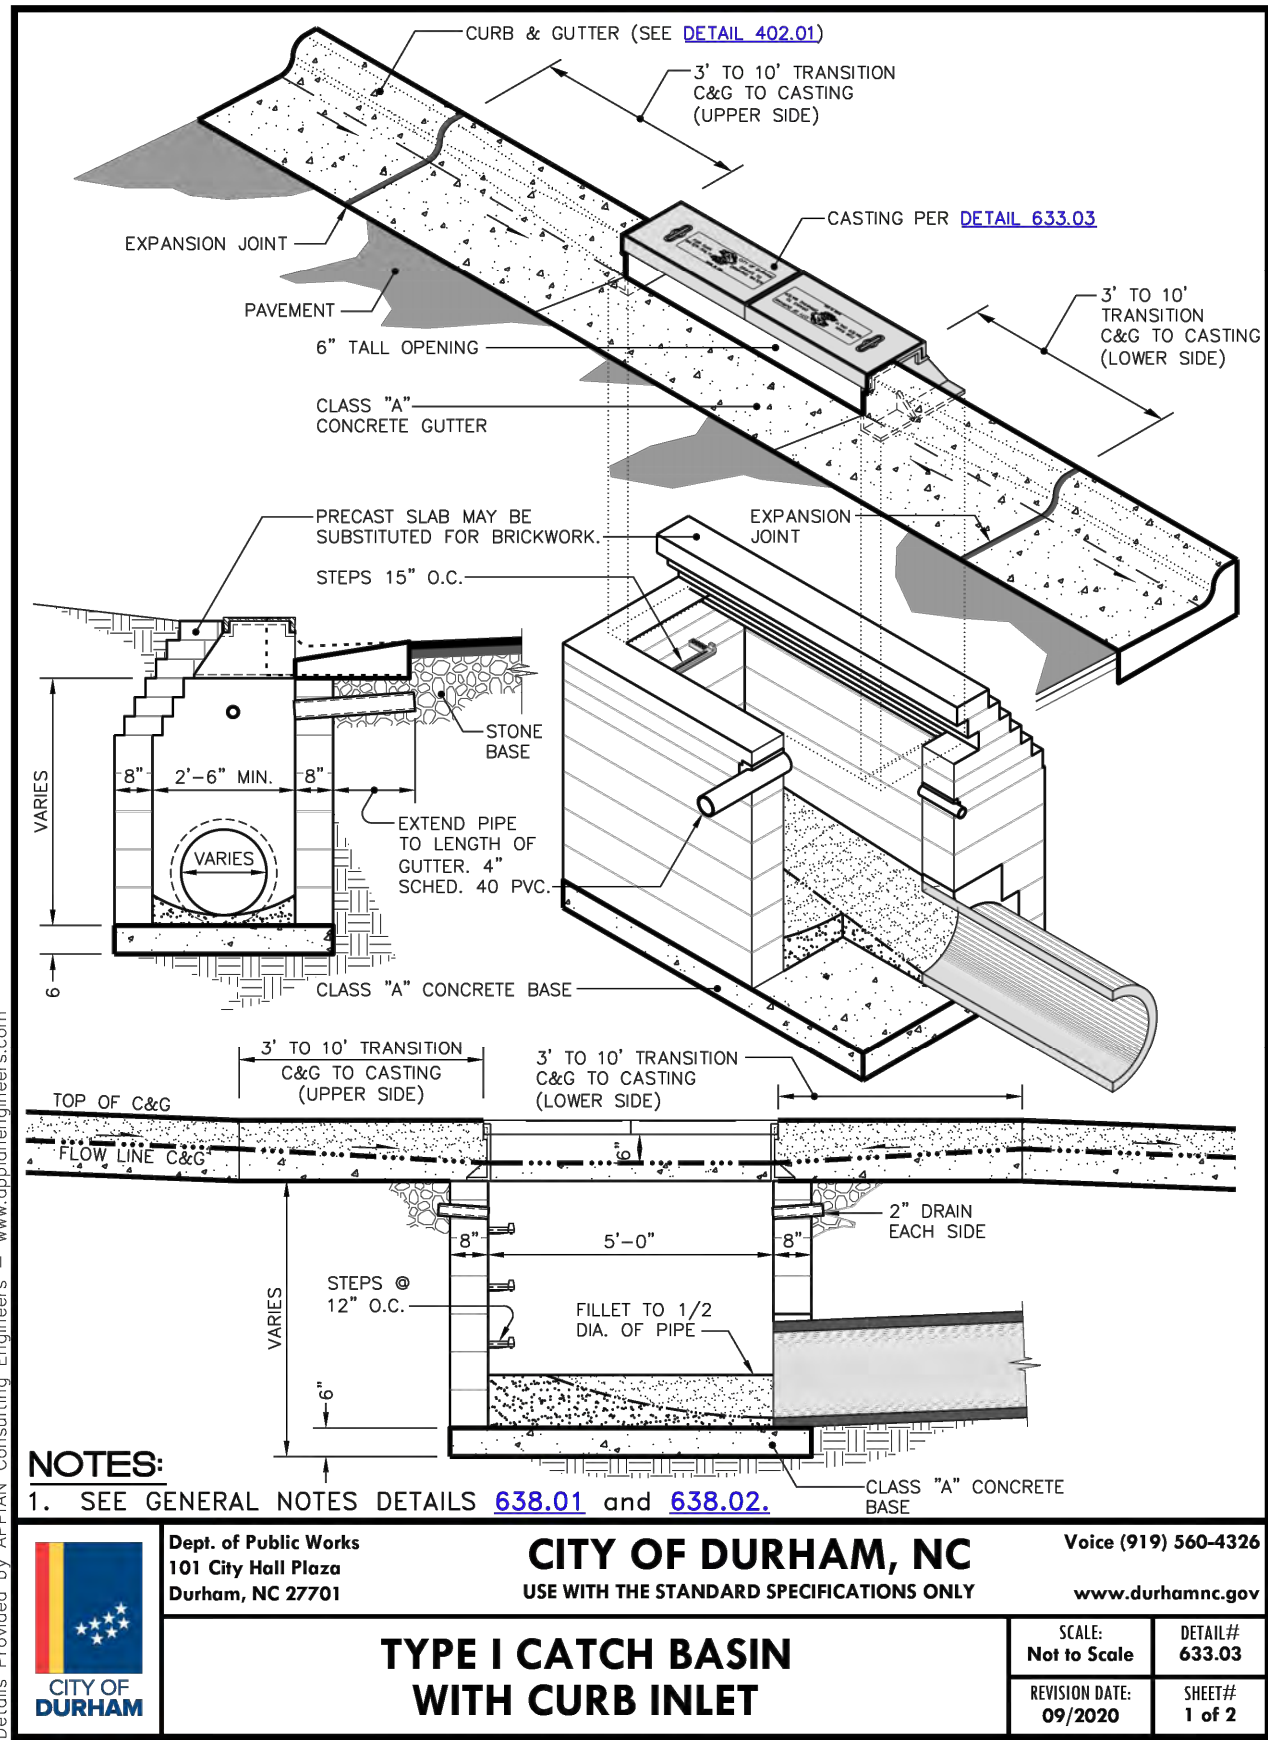 CURB & GUTTER (SEE DETAIL 402.01)
3' TO 10' TRANSITION
C&G TO CASTING
(UPPER SIDE)
CASTING PER DETAIL 633.03
EXPANSION JOINT
PAVEMENT
3' TO 10'
TRANSITION
C&G TO CASTING
(LOWER SIDE)
6" TALL OPENING
CLASS "A"
CONCRETE GUTTER
PRECAST SLAB MAY BE
SUBSTITUTED FOR BRICKWORK.
EXPANSION
JOINT
STEPS 15" O.C.
STONE
BASE
8"
2'-6" MIN.
8"
VARIES
EXTEND PIPE
TO LENGTH OF
GUTTER. 4"
SCHED. 40 PVC.
VARIES
6
CLASS "A" CONCRETE BASE
3' TO 10' TRANSITION
C&G TO CASTING
(UPPER SIDE)
3' TO 10' TRANSITION
C&G TO CASTING
(LOWER SIDE)
TOP OF C&G
FLOW LINE C&G
6"
2" DRAIN
EACH SIDE
8"
5'-0"
8"
STEPS @
12" O.C.
VARIES
FILLET TO 1/2
DIA. OF PIPE
6"
CLASS "A" CONCRETE
BASE
NOTES:
1. SEE GENERAL NOTES DETAILS 638.01 and 638.02.
Details Provided by APPIAN Consulting Engineers – www.appianengineers.com
Dept. of Public Works
101 City Hall Plaza
Durham, NC 27701
CITY OF DURHAM, NC
USE WITH THE STANDARD SPECIFICATIONS ONLY
Voice (919) 560-4326
www.durhamnc.gov
CITY OF
DURHAM
TYPE I CATCH BASIN
WITH CURB INLET
SCALE:
Not to Scale
DETAIL#
633.03
REVISION DATE:
09/2020
SHEET#
1 of 2